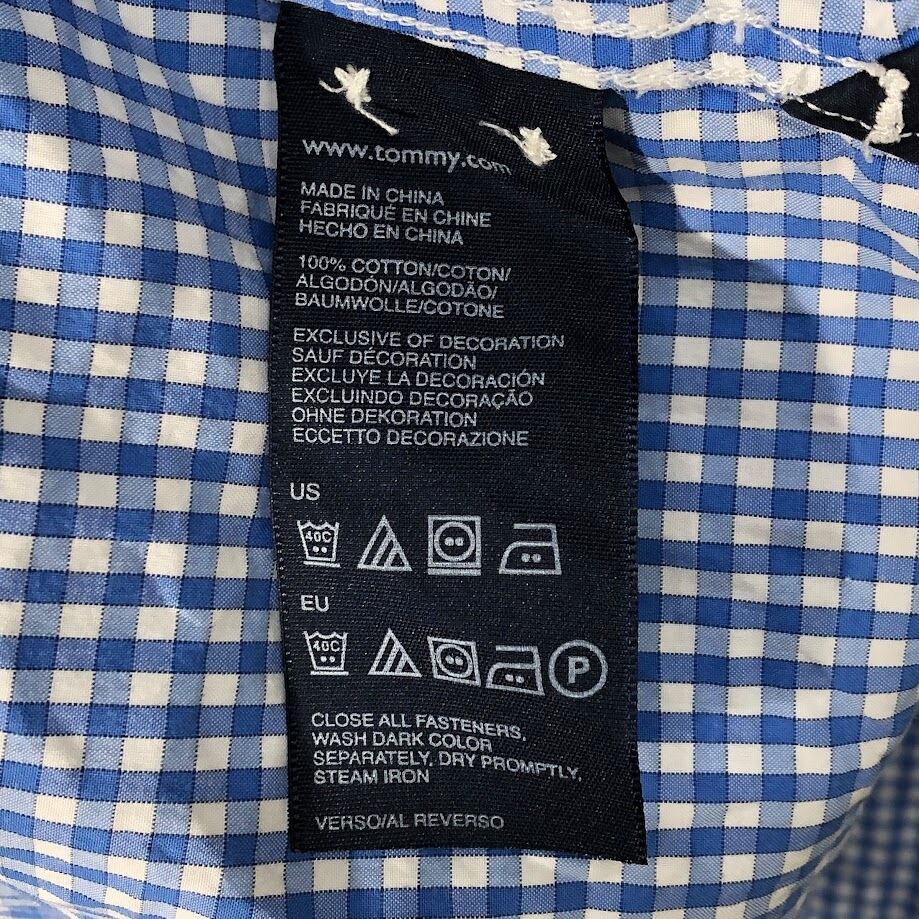 www.tommy.com
MADE IN CHINA
FABRIQUÉ EN CHINE
HECHO EN CHINA
100% COTTON/COTON/
ALGODÓN/ALGODÃO/
BAUMWOLLE/COTONE
EXCLUSIVE OF DECORATION
SAUF DÉCORATION
EXCLUYE LA DECORACIÓN
EXCLUINDO DECORAÇÃO
OHNE DEKORATION
ECCETTO DECORAZIONE
US
40C
EU
40C P
CLOSE ALL FASTENERS,
WASH DARK COLOR
SEPARATELY, DRY PROMPTLY,
STEAM IRON
VERSO/AL REVERSO